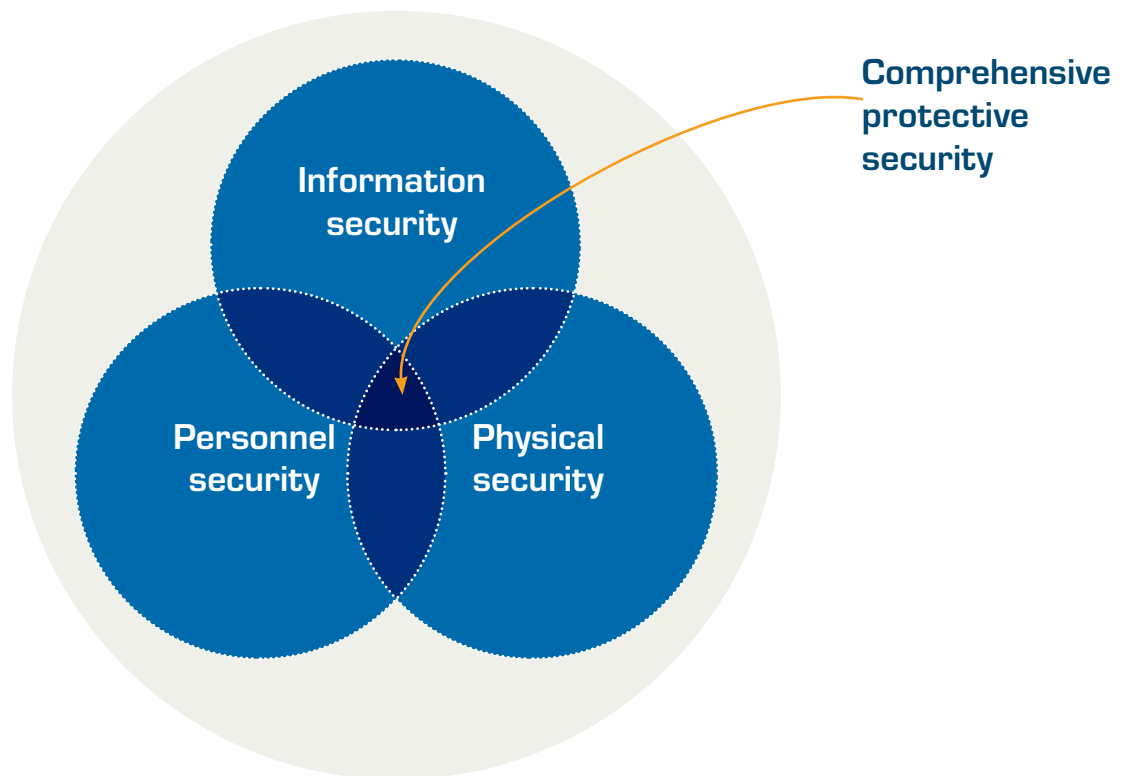 Comprehensive
protective
security
Information
security
Personnel
security
Physical
security